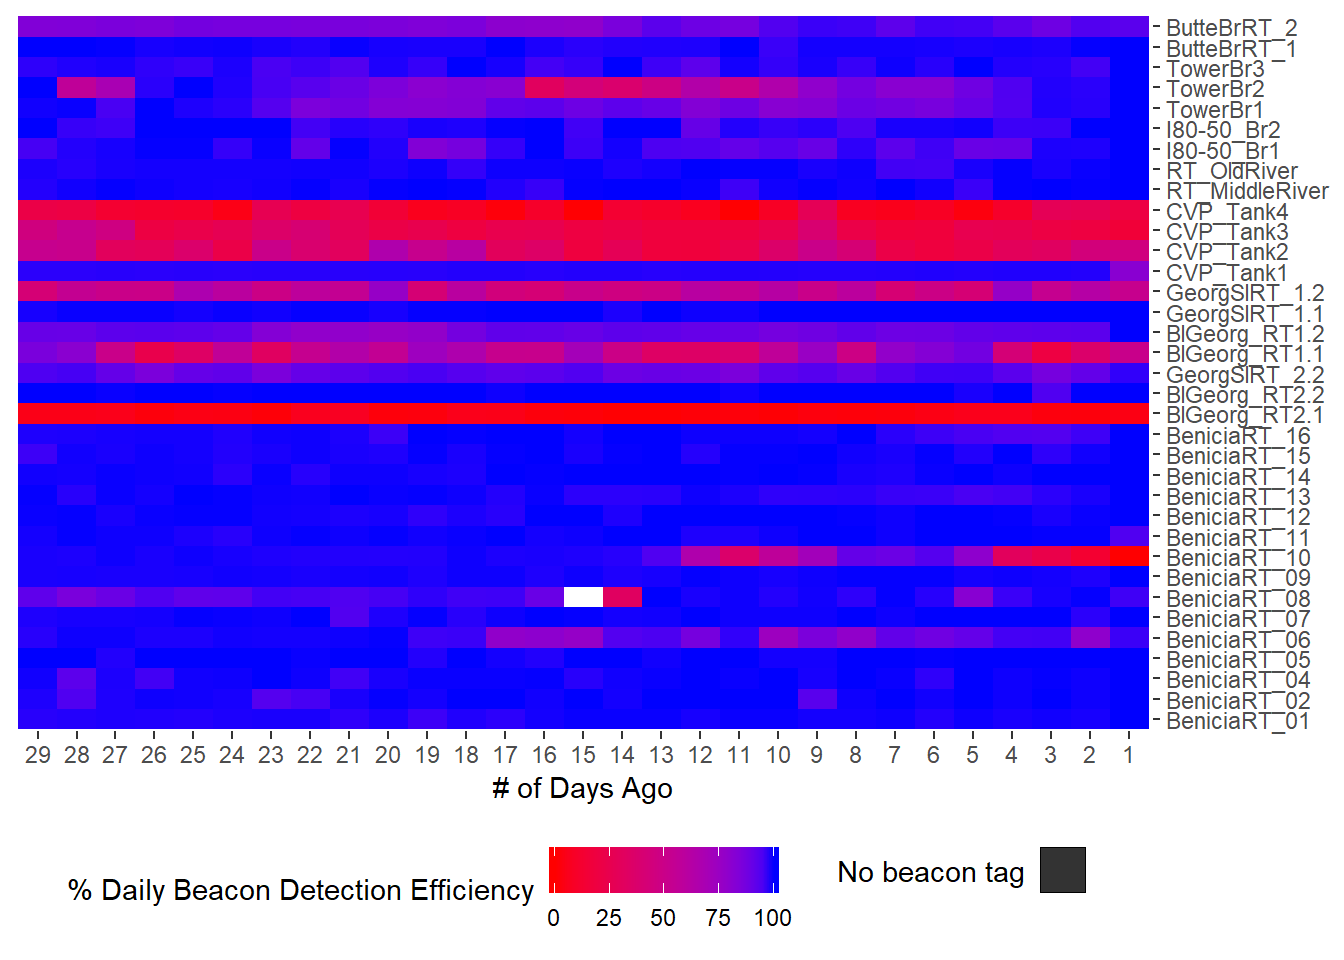 ButteBrRT_2
ButteBrRT_1
TowerBr3
TowerBr2
TowerBr1
I80-50_Br2
I80-50_Br1
RT_OldRiver
RT_MiddleRiver
CVP_Tank4
CVP_Tank3
CVP_Tank2
CVP_Tank1
GeorgSlRT_1.2
GeorgSlRT_1.1
BlGeorg_RT1.2
BlGeorg_RT1.1
GeorgSlRT_2.2
BlGeorg_RT2.2
BlGeorg_RT2.1
BeniciaRT_16
BeniciaRT_15
BeniciaRT_14
BeniciaRT_13
BeniciaRT_12
BeniciaRT_11
BeniciaRT_10
BeniciaRT_09
BeniciaRT_08
BeniciaRT_07
BeniciaRT_06
BeniciaRT_05
BeniciaRT_04
BeniciaRT_02
BeniciaRT_01
29 28 27 26 25 24 23 22 21 20 19 18 17 16 15 14 13 12 11 10 9 8 7 6 5 4 3 2 1
# of Days Ago
% Daily Beacon Detection Efficiency
0 25 50 75 100
No beacon tag